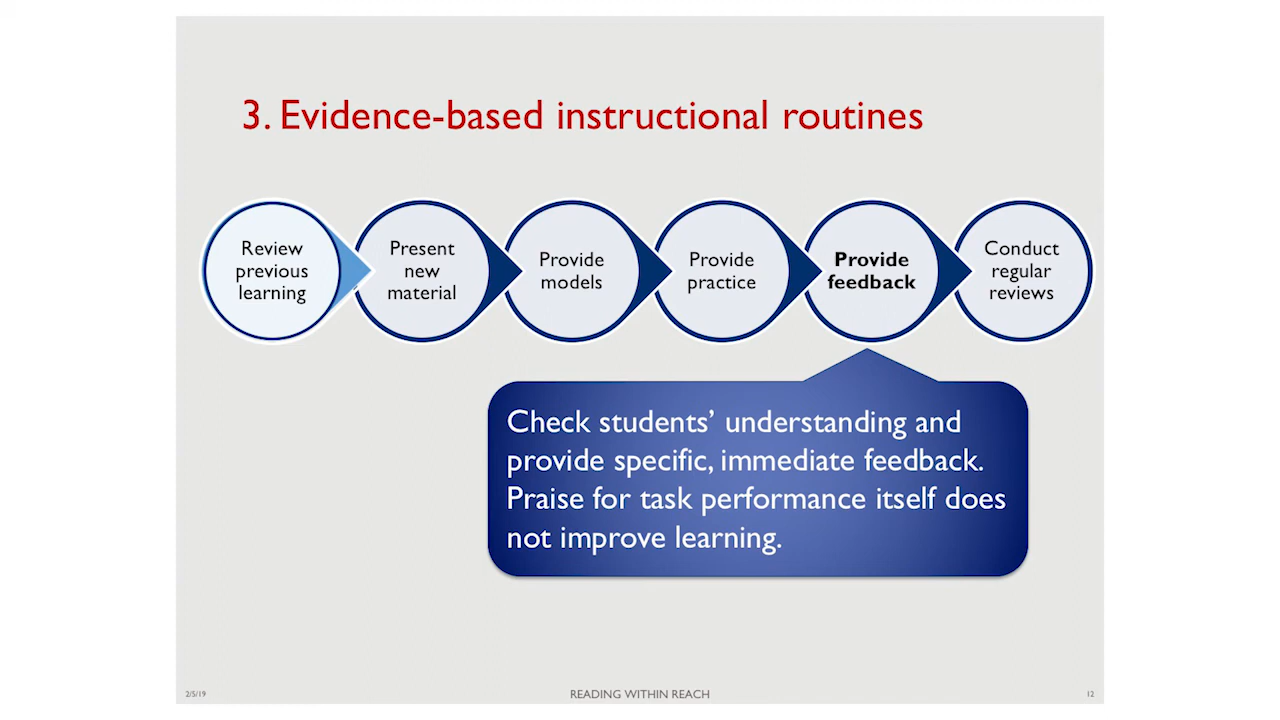 3. Evidence-based instructional routines
Review
previous
learning
Present
new
material
Provide
models
Provide
practice
Provide
feedback
Conduct
regular
reviews
Check students’ understanding and
provide specific, immediate feedback.
Praise for task performance itself does
not improve learning.
2/5/19
READING WITHIN REACH
12